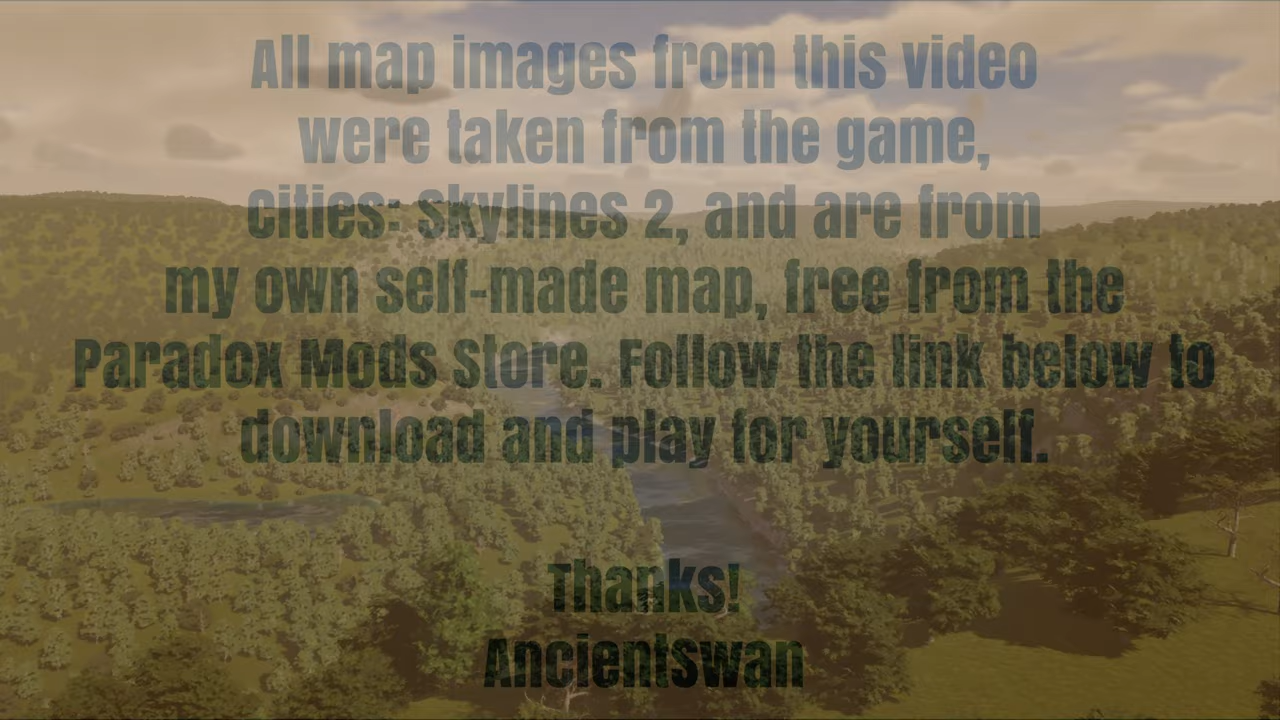 All map images from this video
were taken from the game,
Cities: Skylines 2, and are from
my own self-made map, free from the
Paradox Mods Store. Follow the link below to
download and play for yourself.
Thanks!
AncientSwan